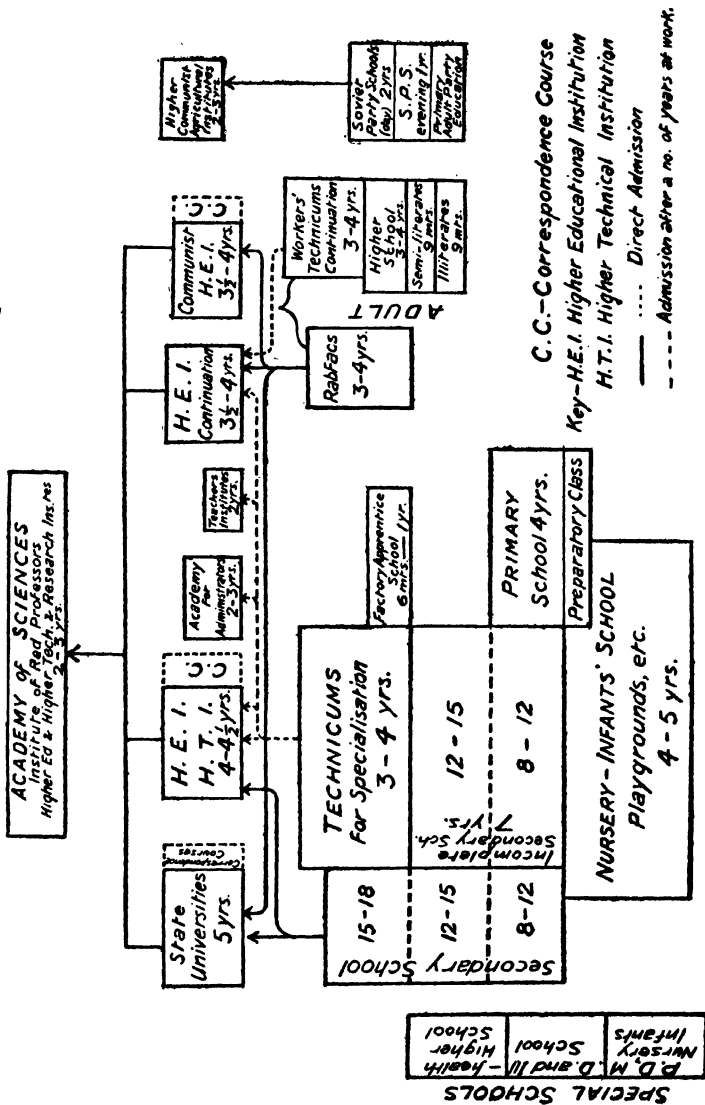 ACADEMY OF SCIENCES
Institute of Red Professors
Higher Ed & Higher Tech. & Research Ins.tes
2-3 yrs.
State
Universities
5 yrs.
Correspondence
Courses
H. E. I.
H. T. I.
4-4½ yrs.
C.C.
Academy
For
Administrators
2-3 yrs.
Teachers
Institutes
2 yrs.
H. E. I.
Continuation
3½-4 yrs.
Communist
H. E. I.
3½-4 yrs.
C.C.
Higher
Communist
Agricultural
Institutes
2-3 yrs.
Secondary School
15-18
12-15
8-12
TECHNICUMS
For Specialisation
3-4 yrs.
Incomplete
Secondary Sch.
7 yrs.
12-15
8-12
Factory Apprentice
School
6 mts.— 1 yr.
PRIMARY
School 4 yrs.
Preparatory Class
NURSERY-INFANTS' SCHOOL
Playgrounds, etc.
4-5 yrs.
RabFacs
3-4 yrs.
ADULT
Workers'
Technicums
Continuation
3-4 yrs.
Higher
School
3-4 yrs.
Semi-literates
9 mts.
Illiterates
9 mts.
Soviet
Party Schools
(day) 2 yrs
S. P. S.
evening 1 yr.
Primary
Adult Party
Education
SPECIAL SCHOOLS
P. D, M,
Nursery
Infants
D. and
School
-health
Higher
School
C.C.-Correspondence Course
Key-H.E.I. Higher Educational Institution
H.T.I. Higher Technical Institution
—— .... Direct Admission
---- Admission after a no. of years at work.